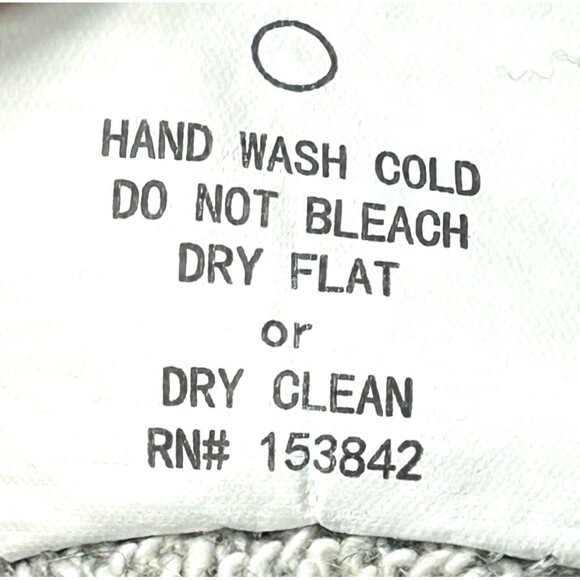 HAND WASH COLD
DO NOT BLEACH
DRY FLAT
or
DRY CLEAN
RN# 153842